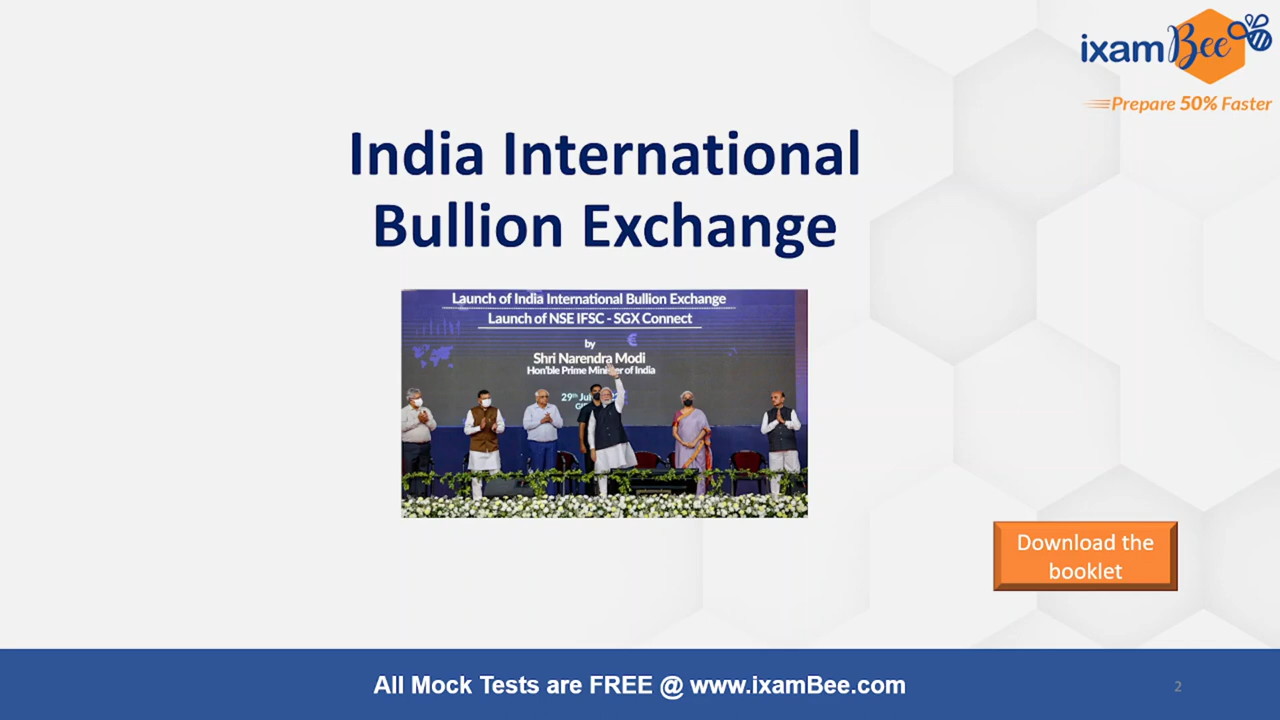 ixamBee
Prepare 50% Faster
India International
Bullion Exchange
Launch of India International Bullion Exchange
Launch of NSE IFSC - SGX Connect
by
Shri Narendra Modi
Hon'ble Prime Minister of India
29th
Download the
booklet
All Mock Tests are FREE @ www.ixamBee.com
2